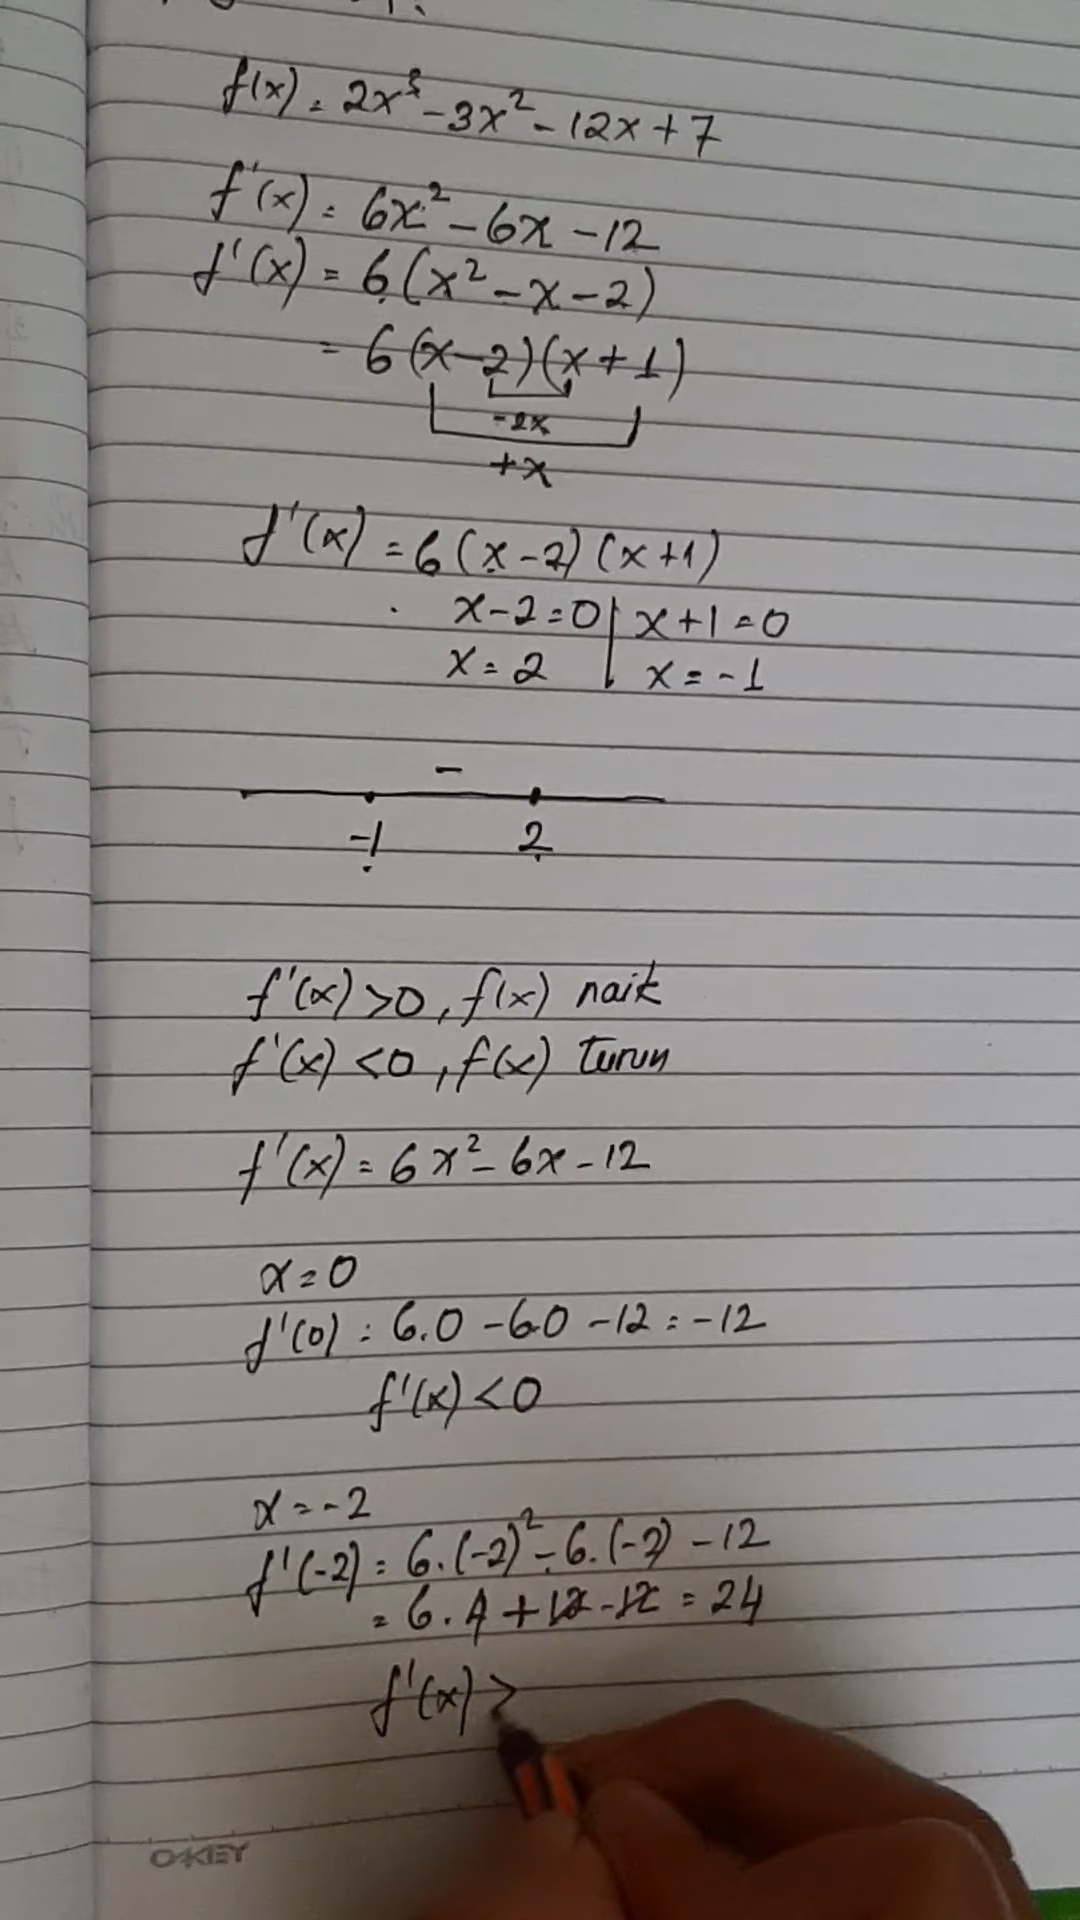 f(x) = 2x³ - 3x² - 12x + 7
f'(x) = 6x² - 6x - 12
f'(x) = 6(x² - x - 2)
= 6(x-2)(x+1)
-2x
+x
f'(x) = 6(x-2)(x+1)
x-2=0 | x+1=0
x=2 | x=-1
-
-1 2
f'(x)>0, f(x) naik
f'(x)<0, f(x) turun
f'(x) = 6x² - 6x - 12
x=0
f'(0) = 6.0 - 6.0 - 12 = -12
f'(x)<0
x=-2
f'(-2) = 6.(-2)² - 6.(-2) - 12
= 6.4 + 12 - 12 = 24
f'(x) >
OKEY